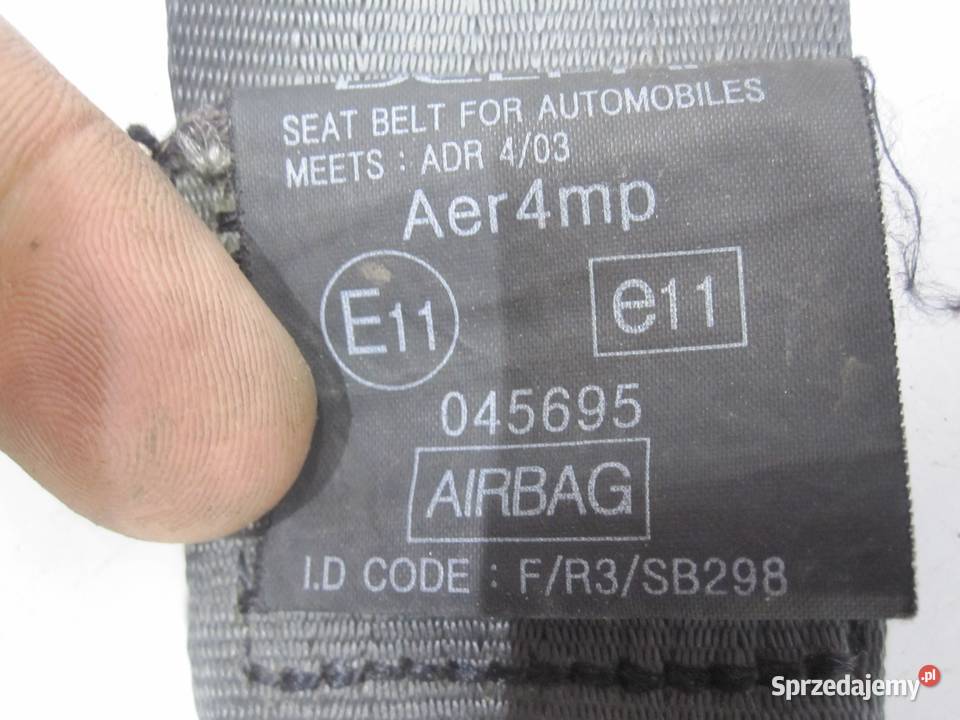 SEAT BELT FOR AUTOMOBILES
MEETS : ADR 4/03
Aer4mp
E11 e11
045695
AIRBAG
I.D CODE : F/R3/SB298
Sprzedajemy.pl